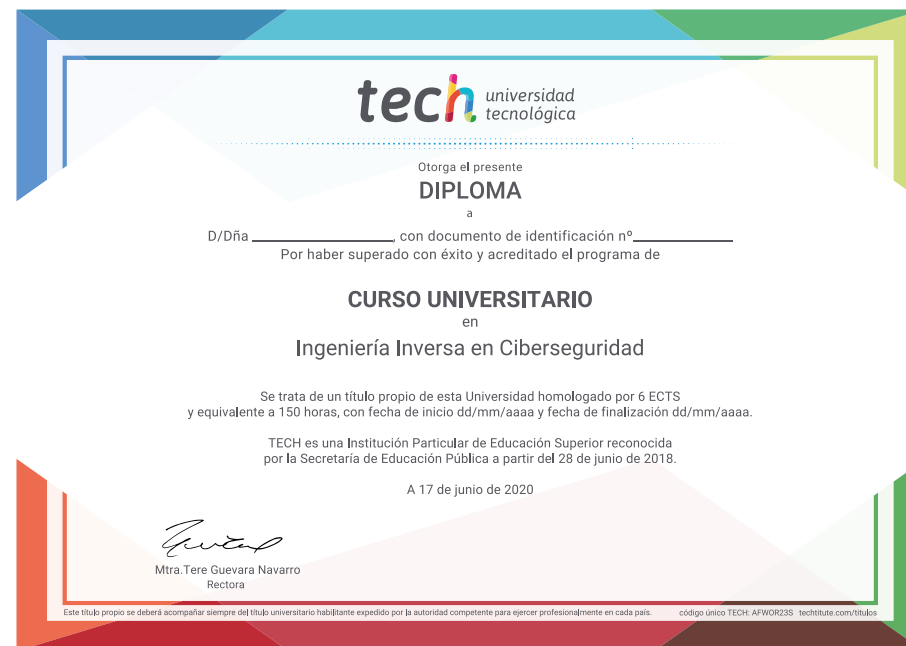 tech universidad
tecnológica
Otorga el presente
DIPLOMA
a
D/Dña ____________, con documento de identificación nº____________
Por haber superado con éxito y acreditado el programa de
CURSO UNIVERSITARIO
en
Ingeniería Inversa en Ciberseguridad
Se trata de un título propio de esta Universidad homologado por 6 ECTS
y equivalente a 150 horas, con fecha de inicio dd/mm/aaaa y fecha de finalización dd/mm/aaaa.
TECH es una Institución Particular de Educación Superior reconocida
por la Secretaría de Educación Pública a partir del 28 de junio de 2018.
A 17 de junio de 2020
Mtra.Tere Guevara Navarro
Rectora
Este título propio se deberá acompañar siempre del título universitario habilitante expedido por la autoridad competente para ejercer profesionalmente en cada país. código único TECH: AFWOR23S techtitute.com/titulos